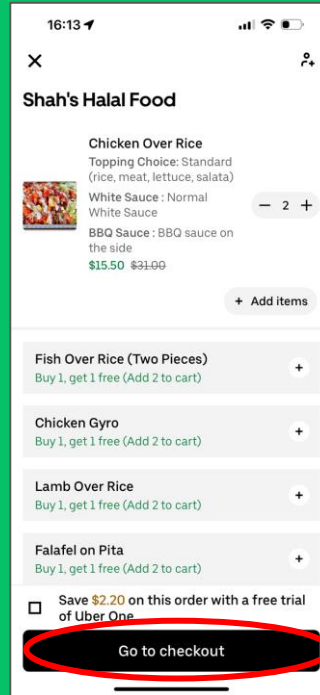 16:13
Shah's Halal Food
Chicken Over Rice
Topping Choice: Standard
(rice, meat, lettuce, salata)
White Sauce : Normal
White Sauce
− 2 +
BBQ Sauce : BBQ sauce on
the side
$15.50 $31.00
+ Add items
Fish Over Rice (Two Pieces)
Buy 1, get 1 free (Add 2 to cart)
+
Chicken Gyro
Buy 1, get 1 free (Add 2 to cart)
+
Lamb Over Rice
Buy 1, get 1 free (Add 2 to cart)
+
Falafel on Pita
Buy 1, get 1 free (Add 2 to cart)
+
Save $2.20 on this order with a free trial
of Uber One
Go to checkout